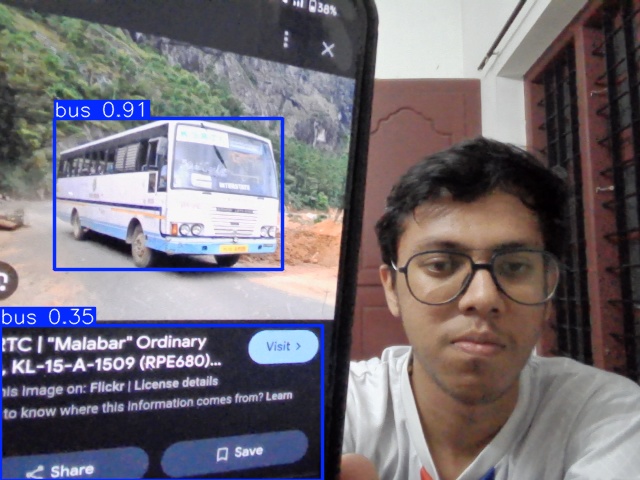 38%
bus 0.91
bus 0.35
RTC | "Malabar" Ordinary
, KL-15-A-1509 (RPE680)...
Visit >
his image on: Flickr | License details
to know where this information comes from? Learn
Share
Save